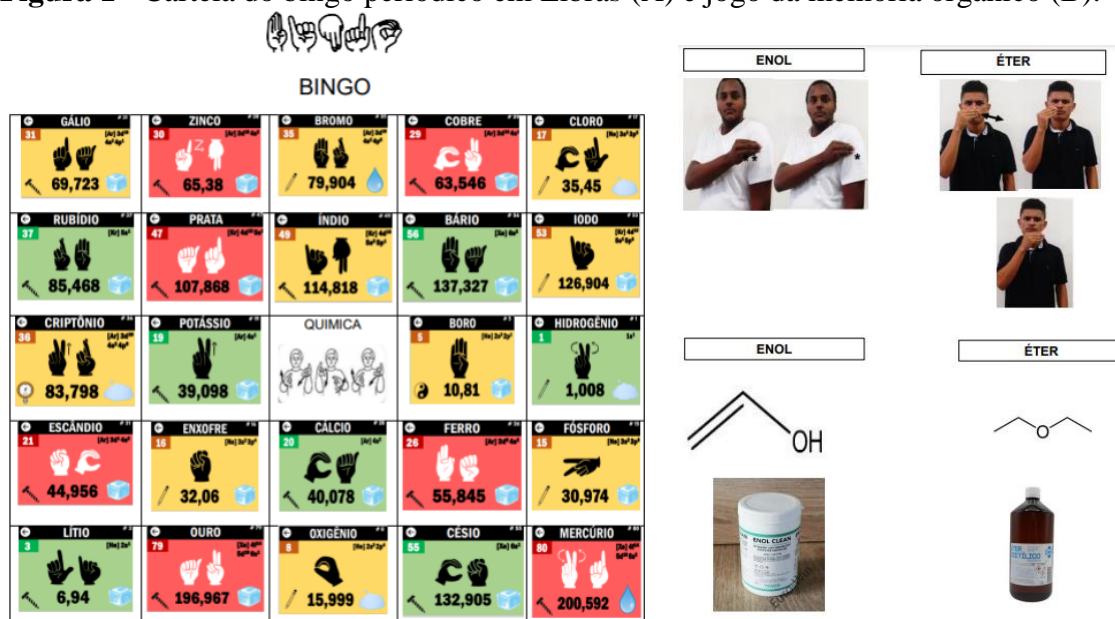 Figura 1 - Cartela do bingo periódico em Libras (A) e jogo da memória orgânico (B).
BINGO
GÁLIO
31
69,723
ZINCO
30
Z
65,38
BROMO
35
79,904
COBRE
29
63,546
CLORO
17
35,45
RUBÍDIO
37
85,468
PRATA
47
107,868
ÍNDIO
49
114,818
BÁRIO
56
137,327
IODO
53
126,904
CRIPTÔNIO
36
83,798
POTÁSSIO
19
39,098
QUIMICA
BORO
5
10,81
HIDROGÊNIO
1
1,008
ESCÂNDIO
21
44,956
ENXOFRE
16
32,06
CÁLCIO
20
40,078
FERRO
26
55,845
FÓSFORO
15
30,974
LÍTIO
3
6,94
OURO
79
196,967
OXIGÊNIO
8
15,999
CÉSIO
55
132,905
MERCÚRIO
80
200,592
ENOL
ÉTER
ENOL
ÉTER
OH
O
ENOL CLEAN